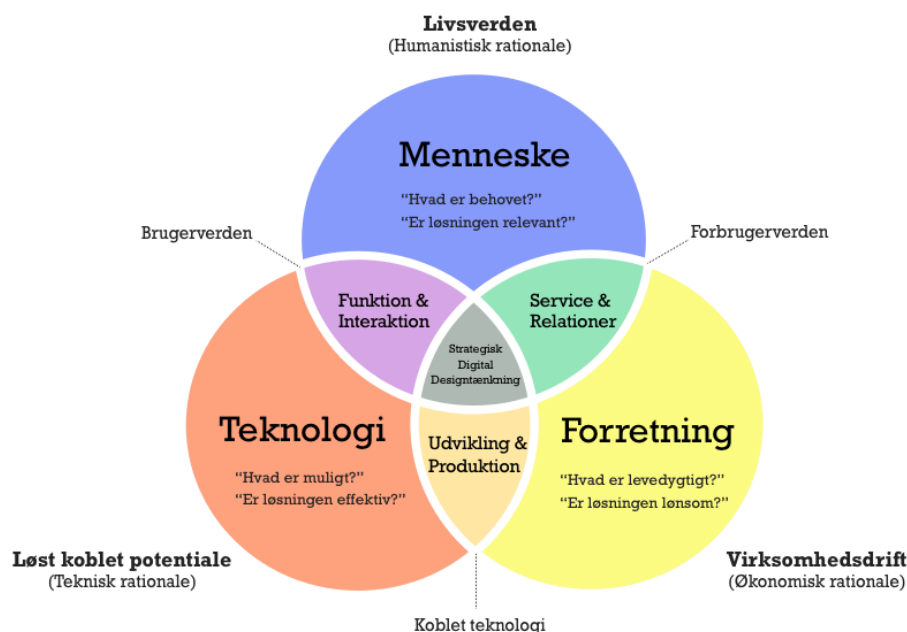 Livsverden
(Humanistisk rationale)
Menneske
“Hvad er behovet?”
“Er løsningen relevant?”
Brugerverden
Forbrugerverden
Funktion &
Interaktion
Service &
Relationer
Strategisk
Digital
Designtænkning
Teknologi
“Hvad er muligt?”
“Er løsningen effektiv?”
Udvikling &
Produktion
Forretning
“Hvad er levedygtigt?”
“Er løsningen lønsom?”
Løst koblet potentiale
(Teknisk rationale)
Virksomhedsdrift
(Økonomisk rationale)
Koblet teknologi